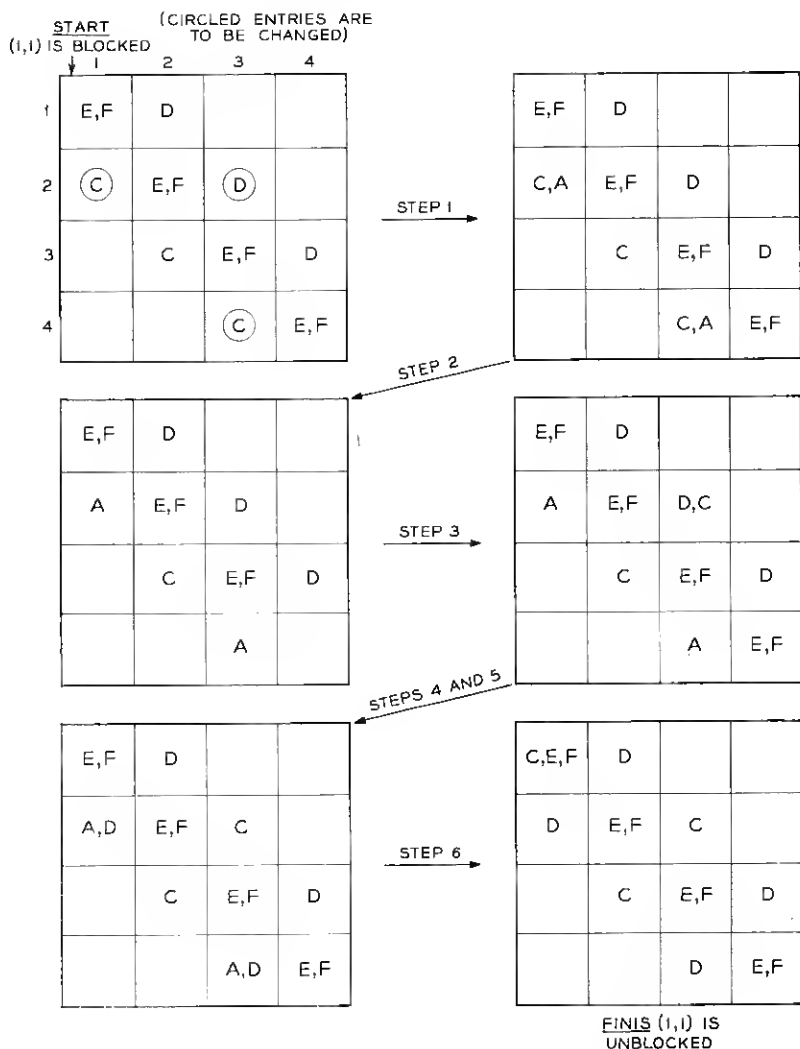 START
(1,1) IS BLOCKED
(CIRCLED ENTRIES ARE
TO BE CHANGED)
1 2 3 4
1 E,F D
2 C E,F D
3 C E,F D
4 C E,F
STEP 1
E,F D
C,A E,F D
C E,F D
C,A E,F
STEP 2
E,F D
A E,F D
C E,F D
A
STEP 3
E,F D
A E,F D,C
C E,F D
A E,F
STEPS 4 AND 5
E,F D
A,D E,F C
C E,F D
A,D E,F
STEP 6
C,E,F D
D E,F C
C E,F D
D E,F
FINIS (1,1) IS
UNBLOCKED